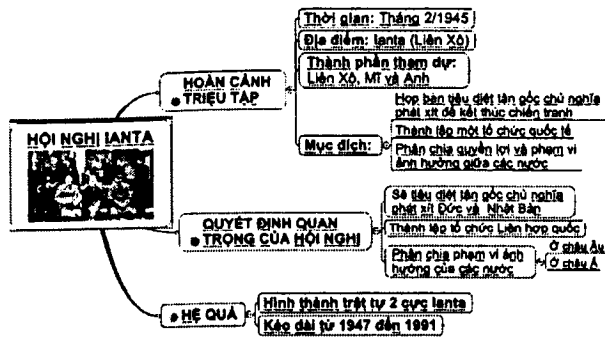 HỘI NGHỊ IANTA
HOÀN CẢNH
TRIỆU TẬP
Thời gian: Tháng 2/1945
Địa điểm: Ianta (Liên Xô)
Thành phần tham dự:
Liên Xô, Mĩ và Anh
Mục đích:
Họp bàn tiêu diệt tận gốc chủ nghĩa
phát xít để kết thúc chiến tranh
Thành lập một tổ chức quốc tế
Phân chia quyền lợi và phạm vi
ảnh hưởng giữa các nước
QUYẾT ĐỊNH QUAN
TRỌNG CỦA HỘI NGHỊ
Sẽ tiêu diệt tận gốc chủ nghĩa
phát xít Đức và Nhật Bản
Thành lập tổ chức Liên hợp quốc
Phân chia phạm vi ảnh
hưởng của các nước
Ở châu Âu
Ở châu Á
HỆ QUẢ
Hình thành trật tự 2 cực Ianta
Kéo dài từ 1947 đến 1991